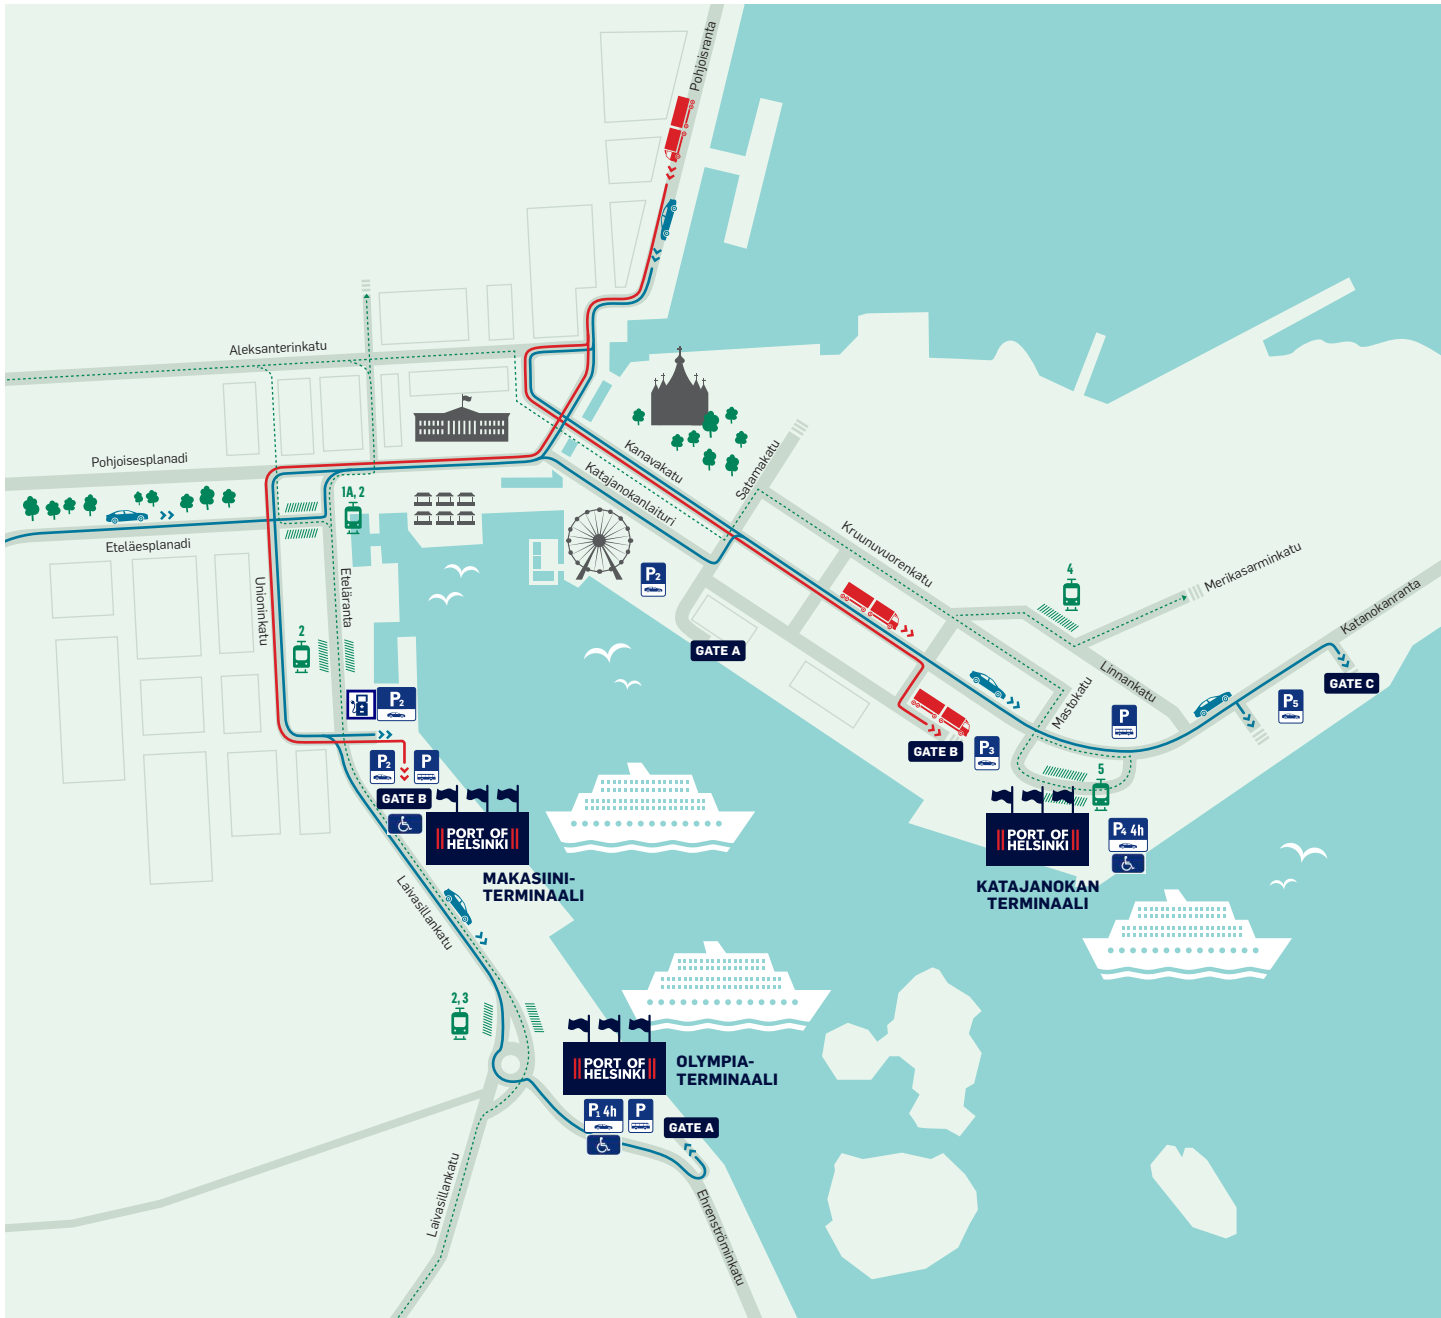 Pohjoisranta
Aleksanterinkatu
Pohjoisesplanadi
Eteläesplanadi
1A, 2
Kanavakatu
Katajanokanlaituri
Satamakatu
Kruunuvuorenkatu
4
Merikasarminkatu
Katanokanranta
Unioninkatu
Eteläranta
2
P2
GATE A
Linnankatu
Mastokatu
GATE C
P5
P
GATE B
P3
5
P2
P2
P
GATE B
PORT OF
HELSINKI
MAKASIINI-
TERMINAALI
PORT OF
HELSINKI
P4 4h
KATAJANOKAN
TERMINAALI
Laivasillankatu
2, 3
PORT OF
HELSINKI
OLYMPIA-
TERMINAALI
P1 4h
P
GATE A
Laivasillankatu
Ehrenströminkatu